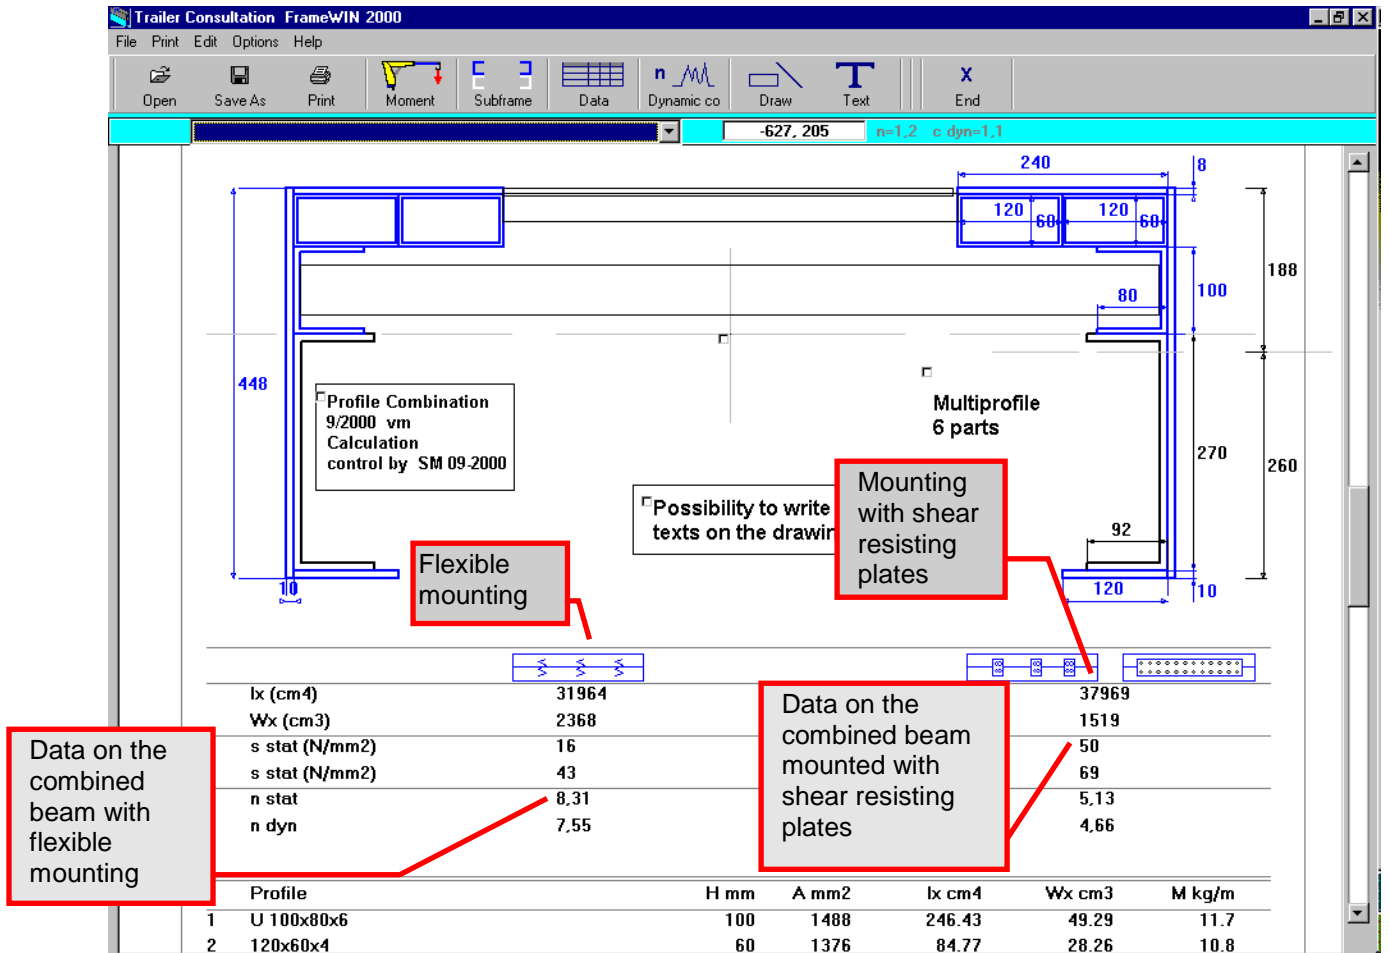 Trailer Consultation FrameWIN 2000
File Print Edit Options Help
Open Save As Print Moment Subframe Data Dynamic co Draw Text End
n X
-627, 205 n=1,2 c dyn=1,1
240 8
120 60 120 60
188
80 100
448
Profile Combination
9/2000 vm
Calculation
control by SM 09-2000
Multiprofile
6 parts
270 260
Possibility to write
texts on the drawin
Mounting
with shear
resisting
plates
92
Flexible
mounting
10 120 10
Ix (cm4) 31964 37969
Wx (cm3) 2368 1519
s stat (N/mm2) 16 50
s stat (N/mm2) 43 69
n stat 8,31 5,13
n dyn 7,55 4,66
Data on the
combined
beam with
flexible
mounting
Data on the
combined beam
mounted with
shear resisting
plates
Profile H mm A mm2 Ix cm4 Wx cm3 M kg/m
1 U 100x80x6 100 1488 246.43 49.29 11.7
2 120x60x4 60 1376 84.77 28.26 10.8